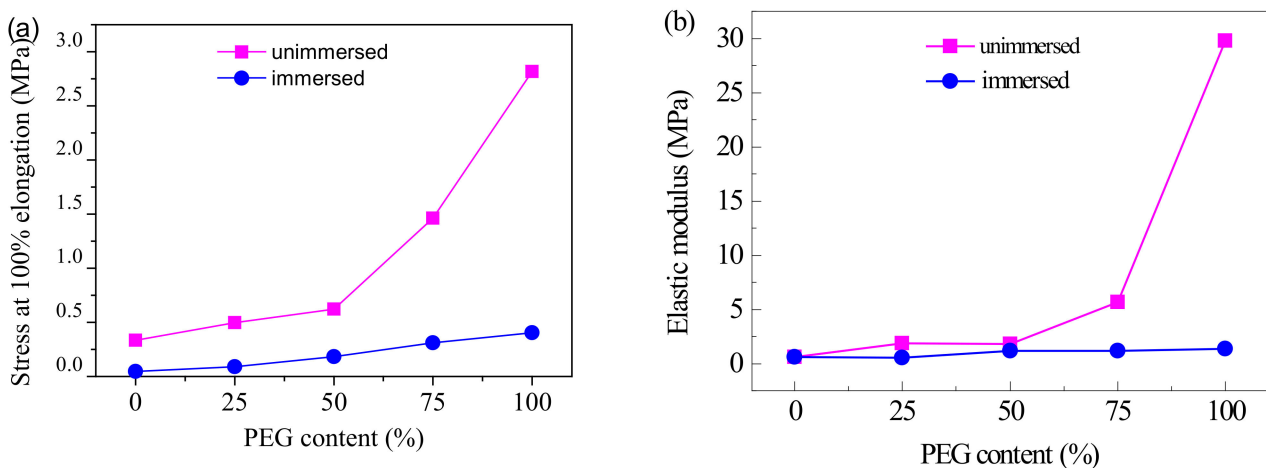 (a)
Stress at 100% elongation (MPa)
3.0
2.5
2.0
1.5
1.0
0.5
0.0
unimmersed
immersed
0 25 50 75 100
PEG content (%)
(b)
Elastic modulus (MPa)
30
25
20
15
10
5
0
unimmersed
immersed
0 25 50 75 100
PEG content (%)